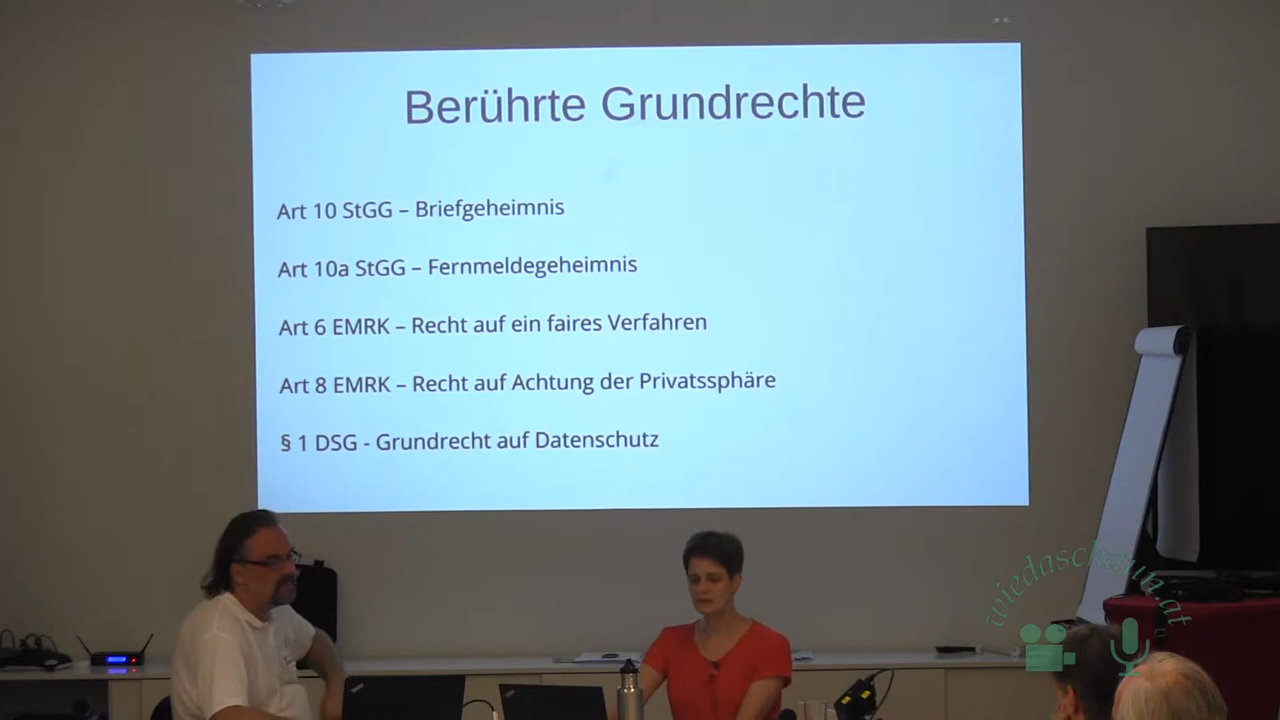 Berührte Grundrechte
Art 10 StGG – Briefgeheimnis
Art 10a StGG – Fernmeldegeheimnis
Art 6 EMRK – Recht auf ein faires Verfahren
Art 8 EMRK – Recht auf Achtung der Privatssphäre
§ 1 DSG - Grundrecht auf Datenschutz
wiedaschaun.at